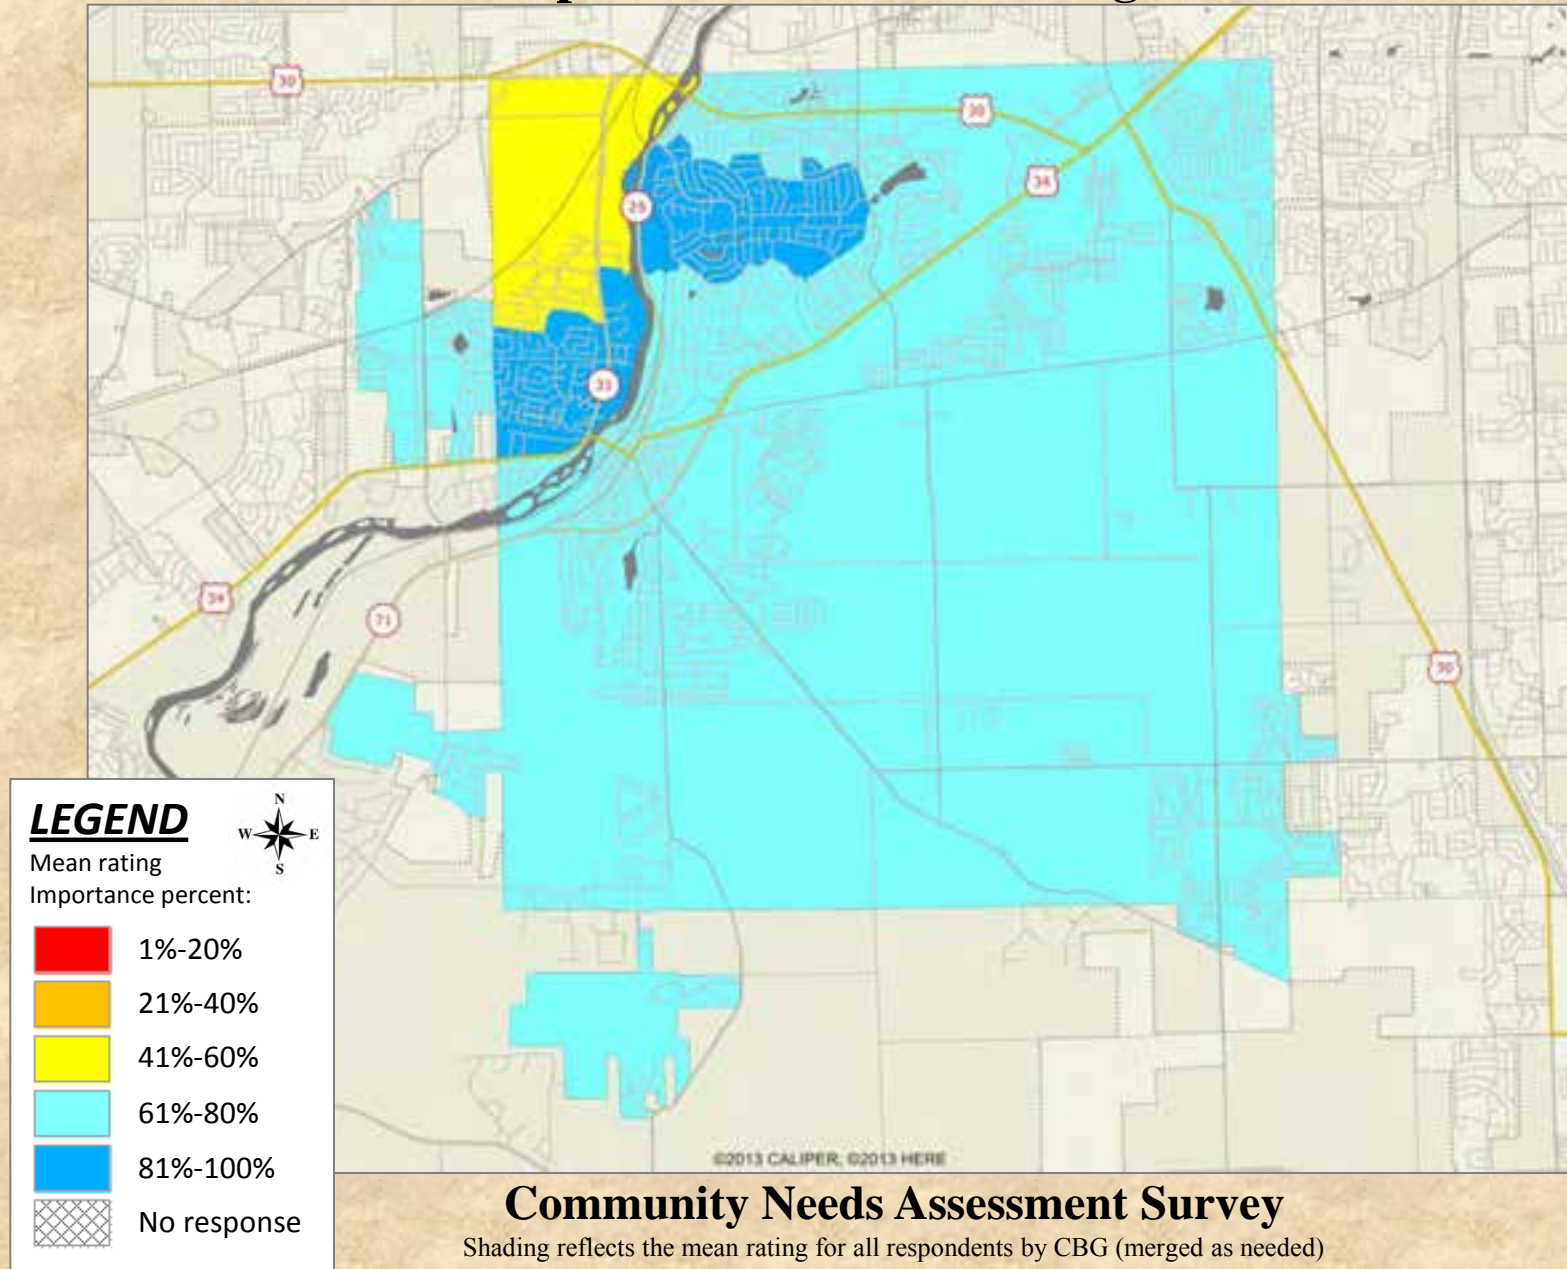 30
30
34
25
31
34
71
30
LEGEND
N
W E
S
Mean rating
Importance percent:
1%-20%
21%-40%
41%-60%
61%-80%
81%-100%
No response
©2013 CALIPER; ©2013 HERE
Community Needs Assessment Survey
Shading reflects the mean rating for all respondents by CBG (merged as needed)